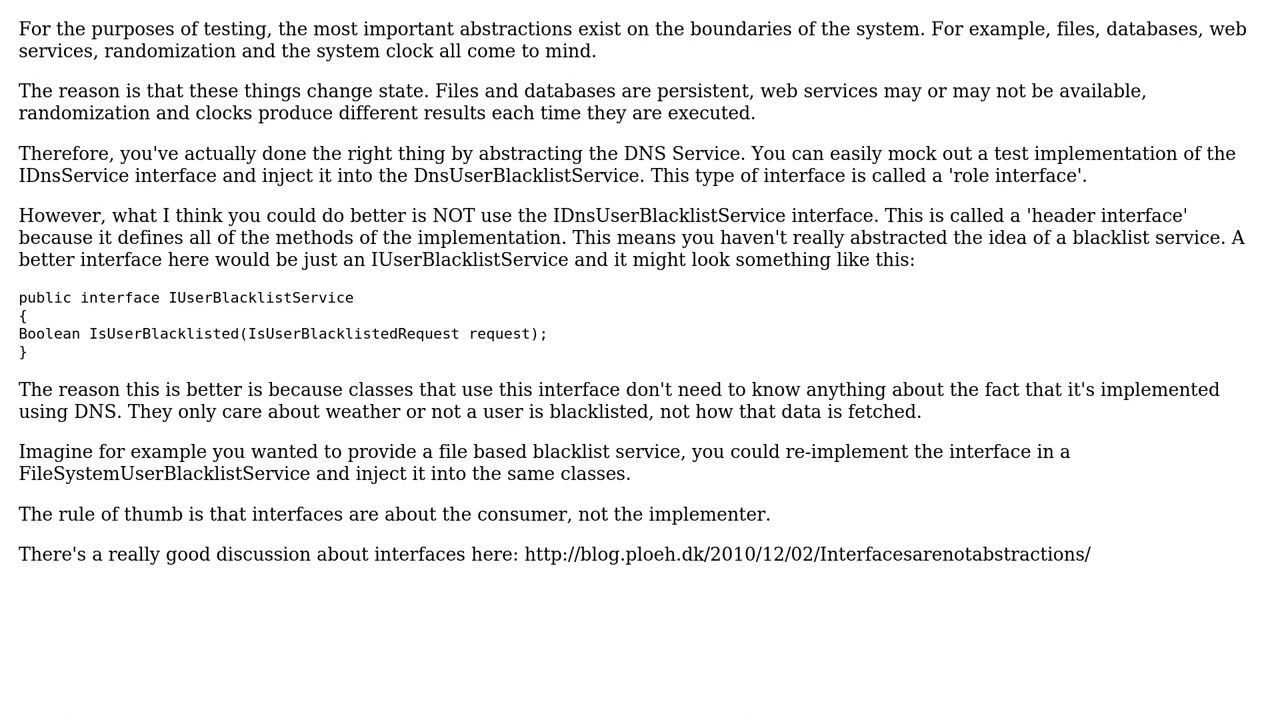 For the purposes of testing, the most important abstractions exist on the boundaries of the system. For example, files, databases, web
services, randomization and the system clock all come to mind.
The reason is that these things change state. Files and databases are persistent, web services may or may not be available,
randomization and clocks produce different results each time they are executed.
Therefore, you've actually done the right thing by abstracting the DNS Service. You can easily mock out a test implementation of the
IDnsService interface and inject it into the DnsUserBlacklistService. This type of interface is called a 'role interface'.
However, what I think you could do better is NOT use the IDnsUserBlacklistService interface. This is called a 'header interface'
because it defines all of the methods of the implementation. This means you haven't really abstracted the idea of a blacklist service. A
better interface here would be just an IUserBlacklistService and it might look something like this:
public interface IUserBlacklistService
{
Boolean IsUserBlacklisted(IsUserBlacklistedRequest request);
}
The reason this is better is because classes that use this interface don't need to know anything about the fact that it's implemented
using DNS. They only care about weather or not a user is blacklisted, not how that data is fetched.
Imagine for example you wanted to provide a file based blacklist service, you could re-implement the interface in a
FileSystemUserBlacklistService and inject it into the same classes.
The rule of thumb is that interfaces are about the consumer, not the implementer.
There's a really good discussion about interfaces here: http://blog.ploeh.dk/2010/12/02/Interfacesarenotabstractions/